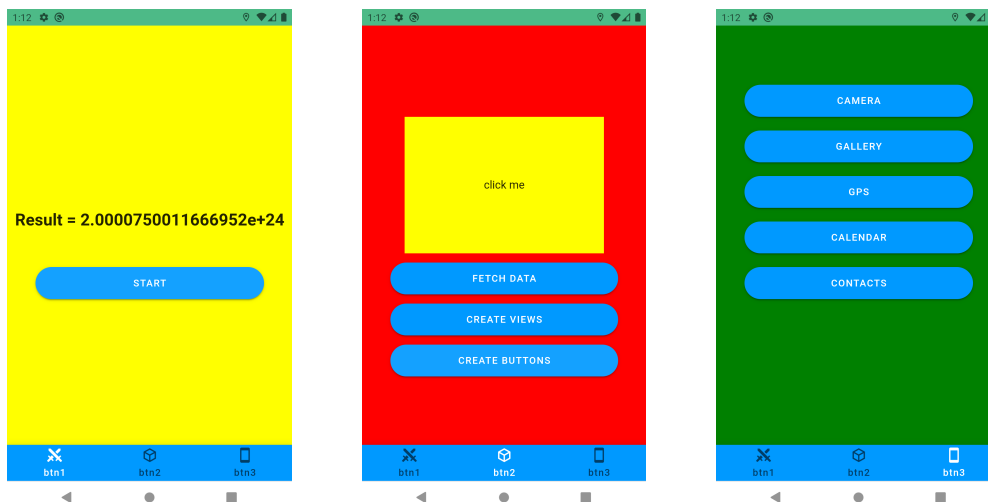 1:12
Result = 2.0000750011666952e+24
START
btn1
btn2
btn3
1:12
click me
FETCH DATA
CREATE VIEWS
CREATE BUTTONS
btn1
btn2
btn3
1:12
CAMERA
GALLERY
GPS
CALENDAR
CONTACTS
btn1
btn2
btn3